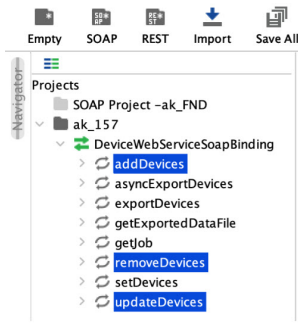 Empty SOAP REST Import Save All
Navigator
Projects
SOAP Project -ak_FND
ak_157
DeviceWebServiceSoapBinding
addDevices
asyncExportDevices
exportDevices
getExportedDataFile
getJob
removeDevices
setDevices
updateDevices